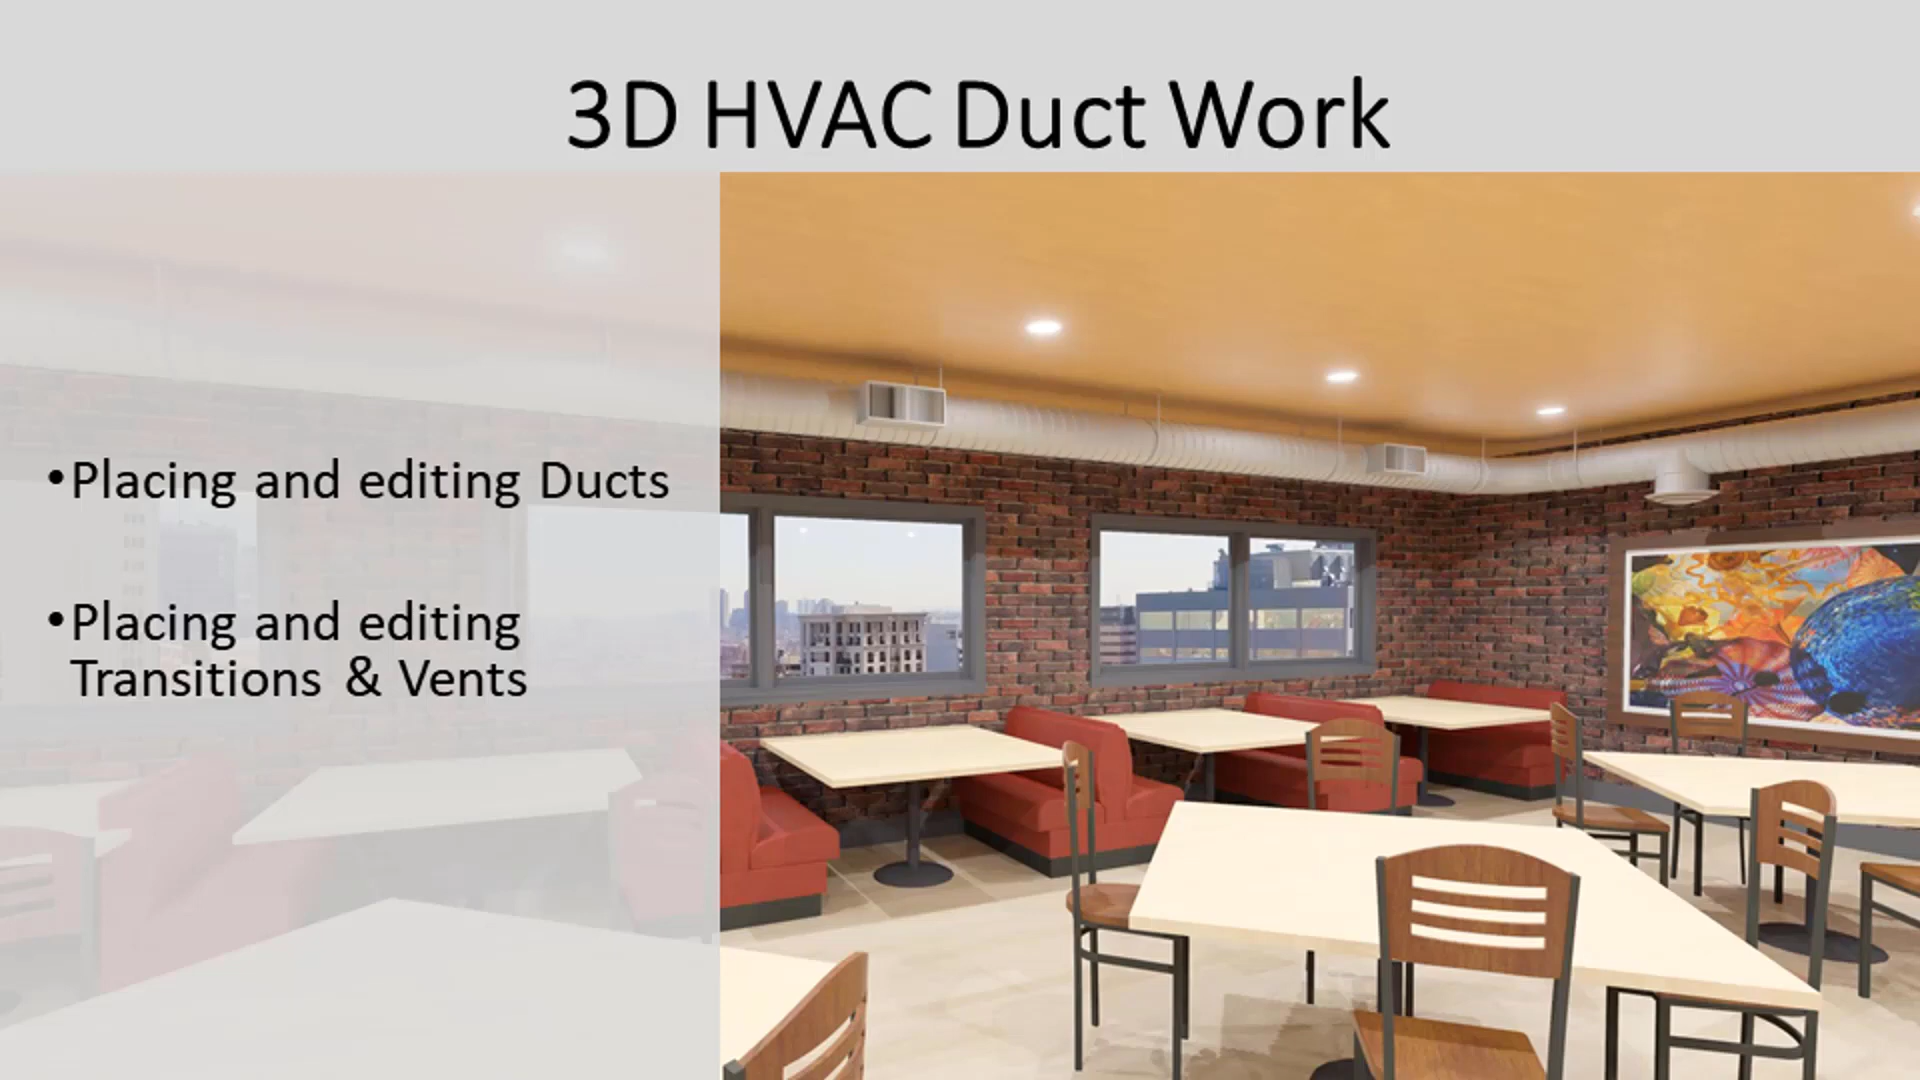 3D HVAC Duct Work
•Placing and editing Ducts
•Placing and editing
Transitions & Vents